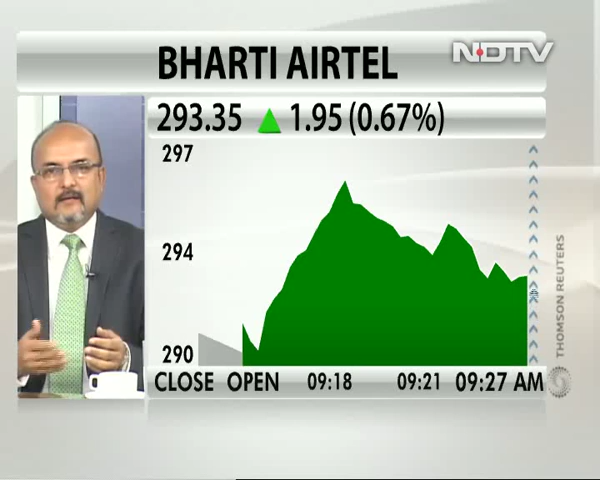 BHARTI AIRTEL
NDTV
293.35 ▲ 1.95 (0.67%)
297
294
290
CLOSE OPEN 09:18 09:21 09:27 AM
THOMSON REUTERS